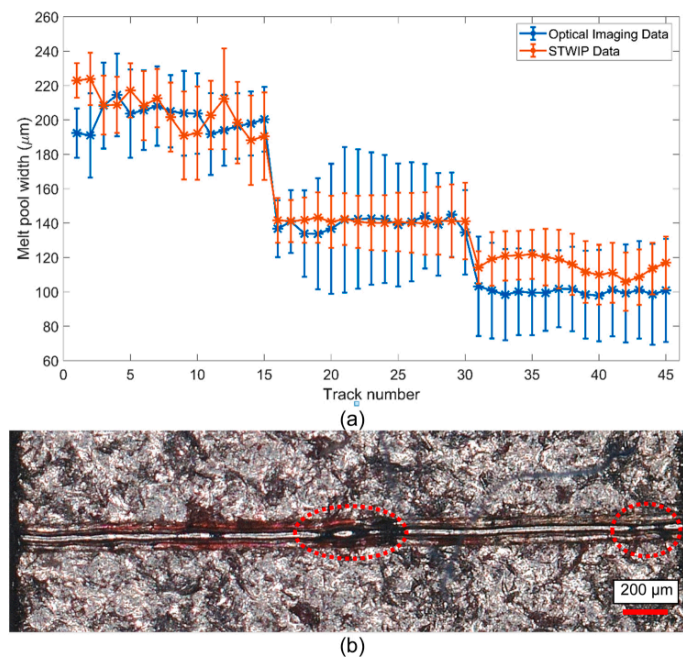 260
240
220
200
180
160
140
120
100
80
60
Melt pool width (μm)
Optical Imaging Data
STWIP Data
0 5 10 15 20 25 30 35 40 45
Track number
(a)
200 μm
(b)